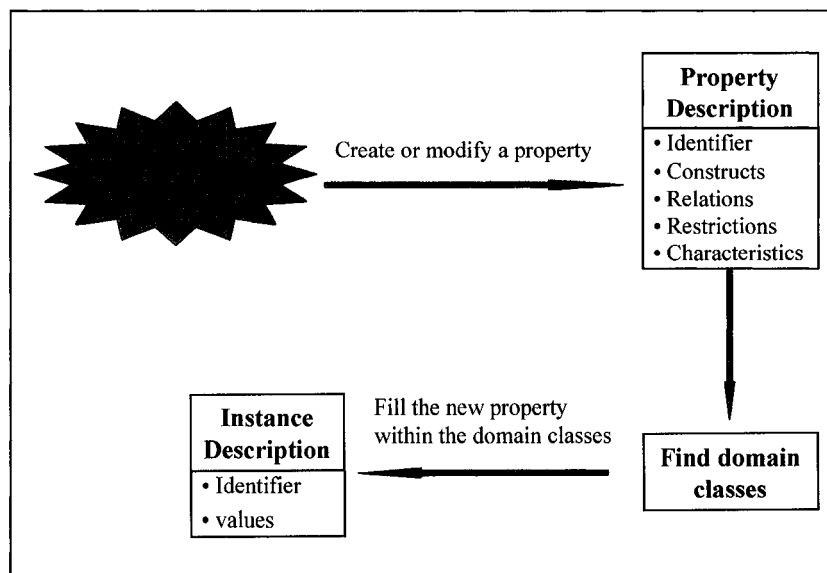 Create or modify a property
Property
Description
• Identifier
• Constructs
• Relations
• Restrictions
• Characteristics
Find domain
classes
Fill the new property
within the domain classes
Instance
Description
• Identifier
• values